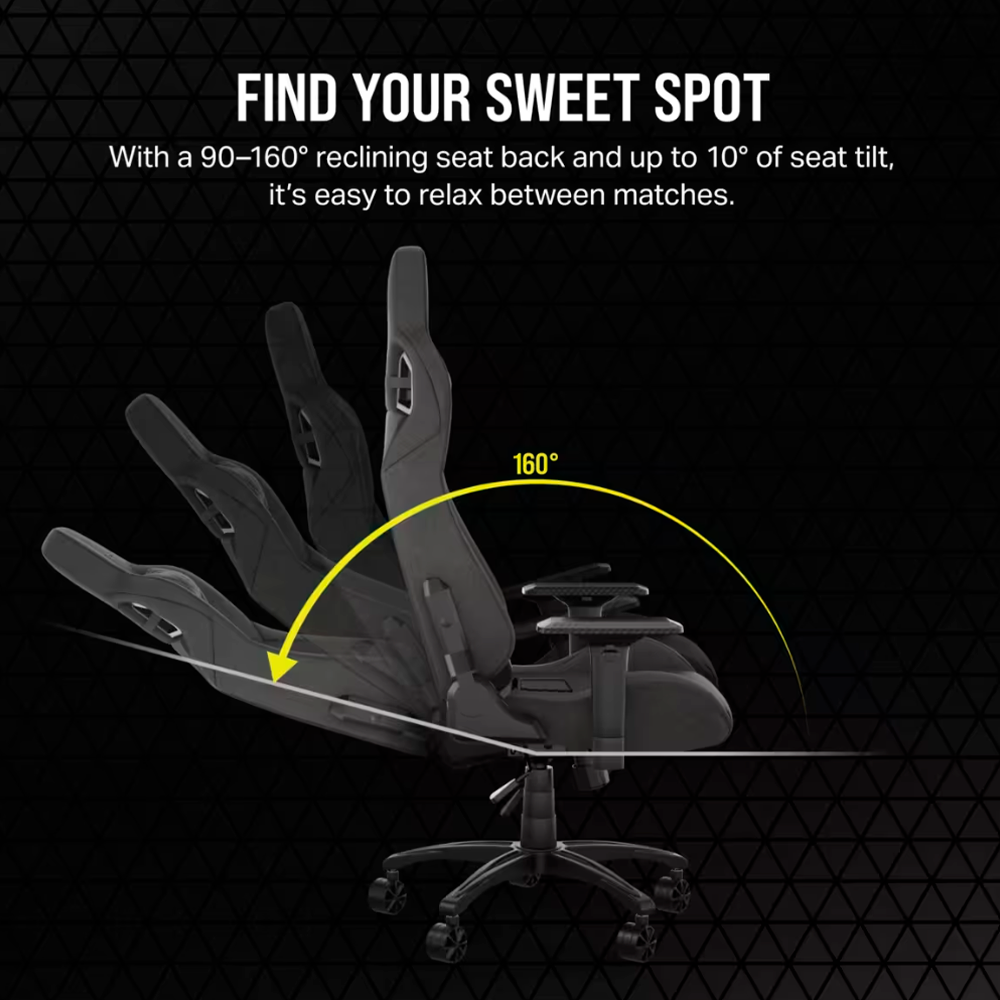 FIND YOUR SWEET SPOT
With a 90–160° reclining seat back and up to 10° of seat tilt,
it’s easy to relax between matches.
160°